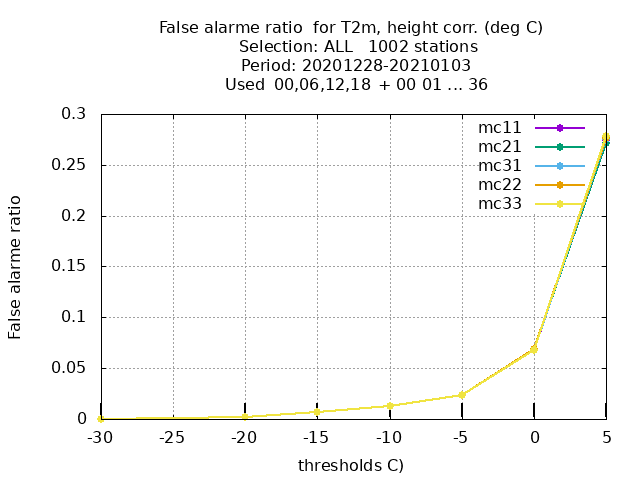 False alarme ratio  for T2m, height corr. (deg C)
Selection: ALL   1002 stations
Period: 20201228-20210103
Used  00,06,12,18  + 00 01 ... 36
False alarme ratio
0.3
0.25
0.2
0.15
0.1
0.05
0
mc11
mc21
mc31
mc22
mc33
-30 -25 -20 -15 -10 -5 0 5
thresholds C)